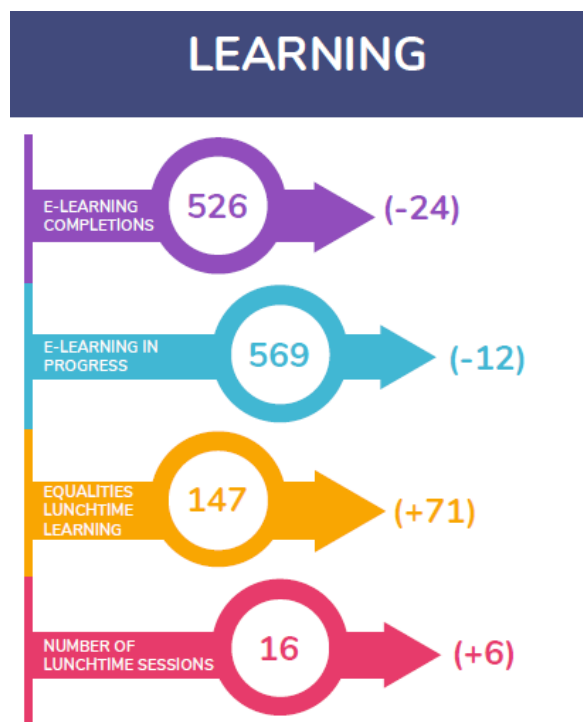 LEARNING
E-LEARNING
COMPLETIONS
526
(-24)
E-LEARNING IN
PROGRESS
569
(-12)
EQUALITIES
LUNCHTIME
LEARNING
147
(+71)
NUMBER OF
LUNCHTIME SESSIONS
16
(+6)